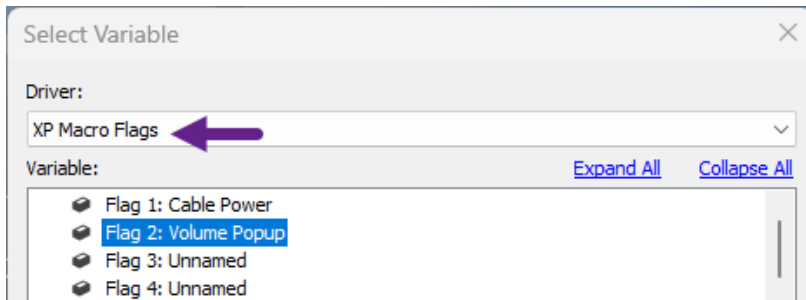 Select Variable
Driver:
XP Macro Flags
Variable: Expand All Collapse All
Flag 1: Cable Power
Flag 2: Volume Popup
Flag 3: Unnamed
Flag 4: Unnamed